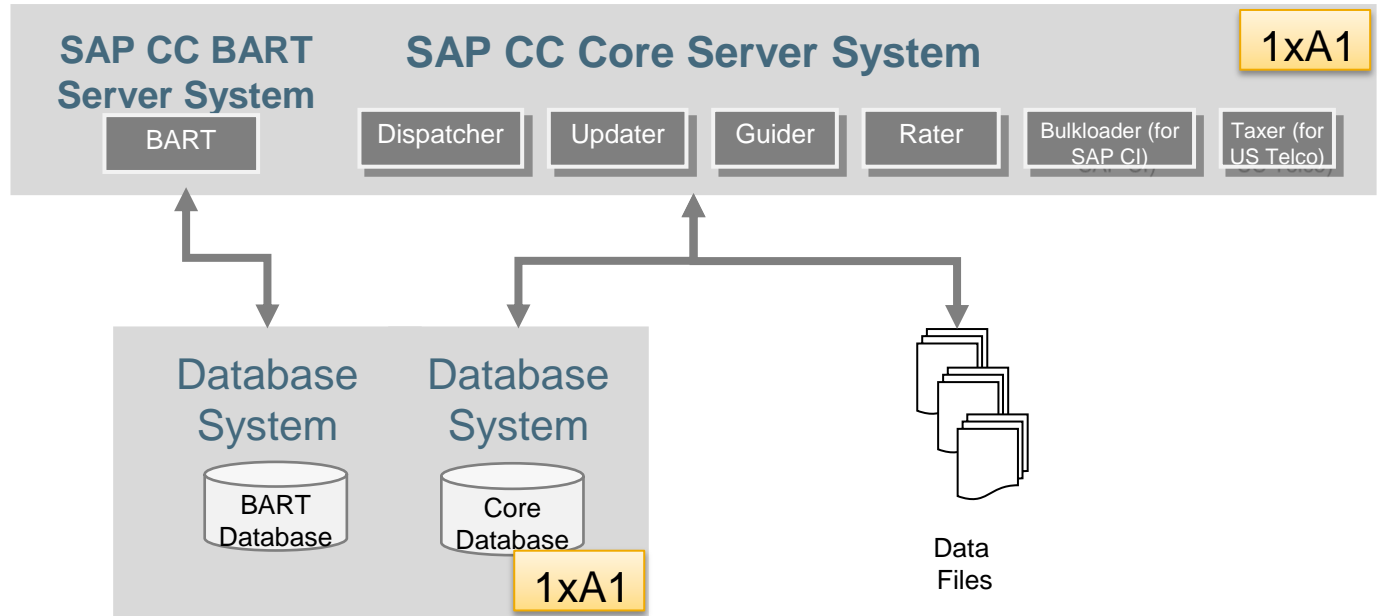 SAP CC BART
Server System
SAP CC Core Server System
1xA1
BART
Dispatcher
Updater
Guider
Rater
Bulkloader (for
SAP CI)
Taxer (for
US Telco)
Database
System
Database
System
BART
Database
Core
Database
1xA1
Data
Files